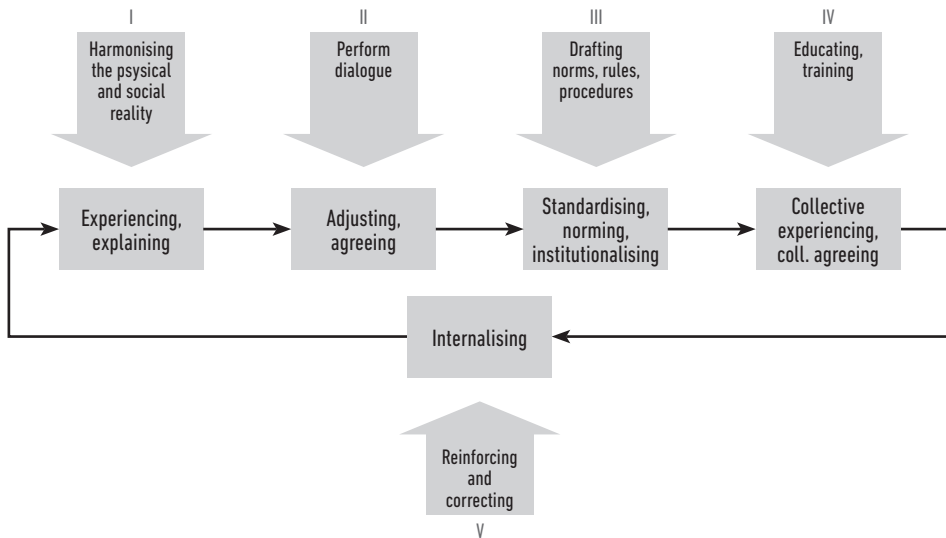 I
II
III
IV
Harmonising
the psysical
and social
reality
Perform
dialogue
Drafting
norms, rules,
procedures
Educating,
training
Experiencing,
explaining
Adjusting,
agreeing
Standardising,
norming,
institutionalising
Collective
experiencing,
coll. agreeing
Internalising
Reinforcing
and
correcting
V